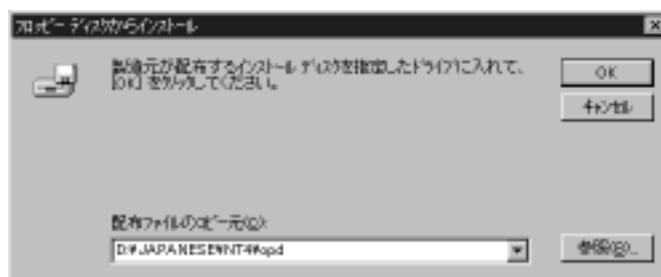 フロッピー ディスクからインストール
製造元が配布するインストール ディスクを指定したドライブに入れて、
[OK] をクリックしてください。
OK
キャンセル
配布ファイルのコピー元(C):
D:¥JAPANESE¥NT4¥opd
参照(B)...